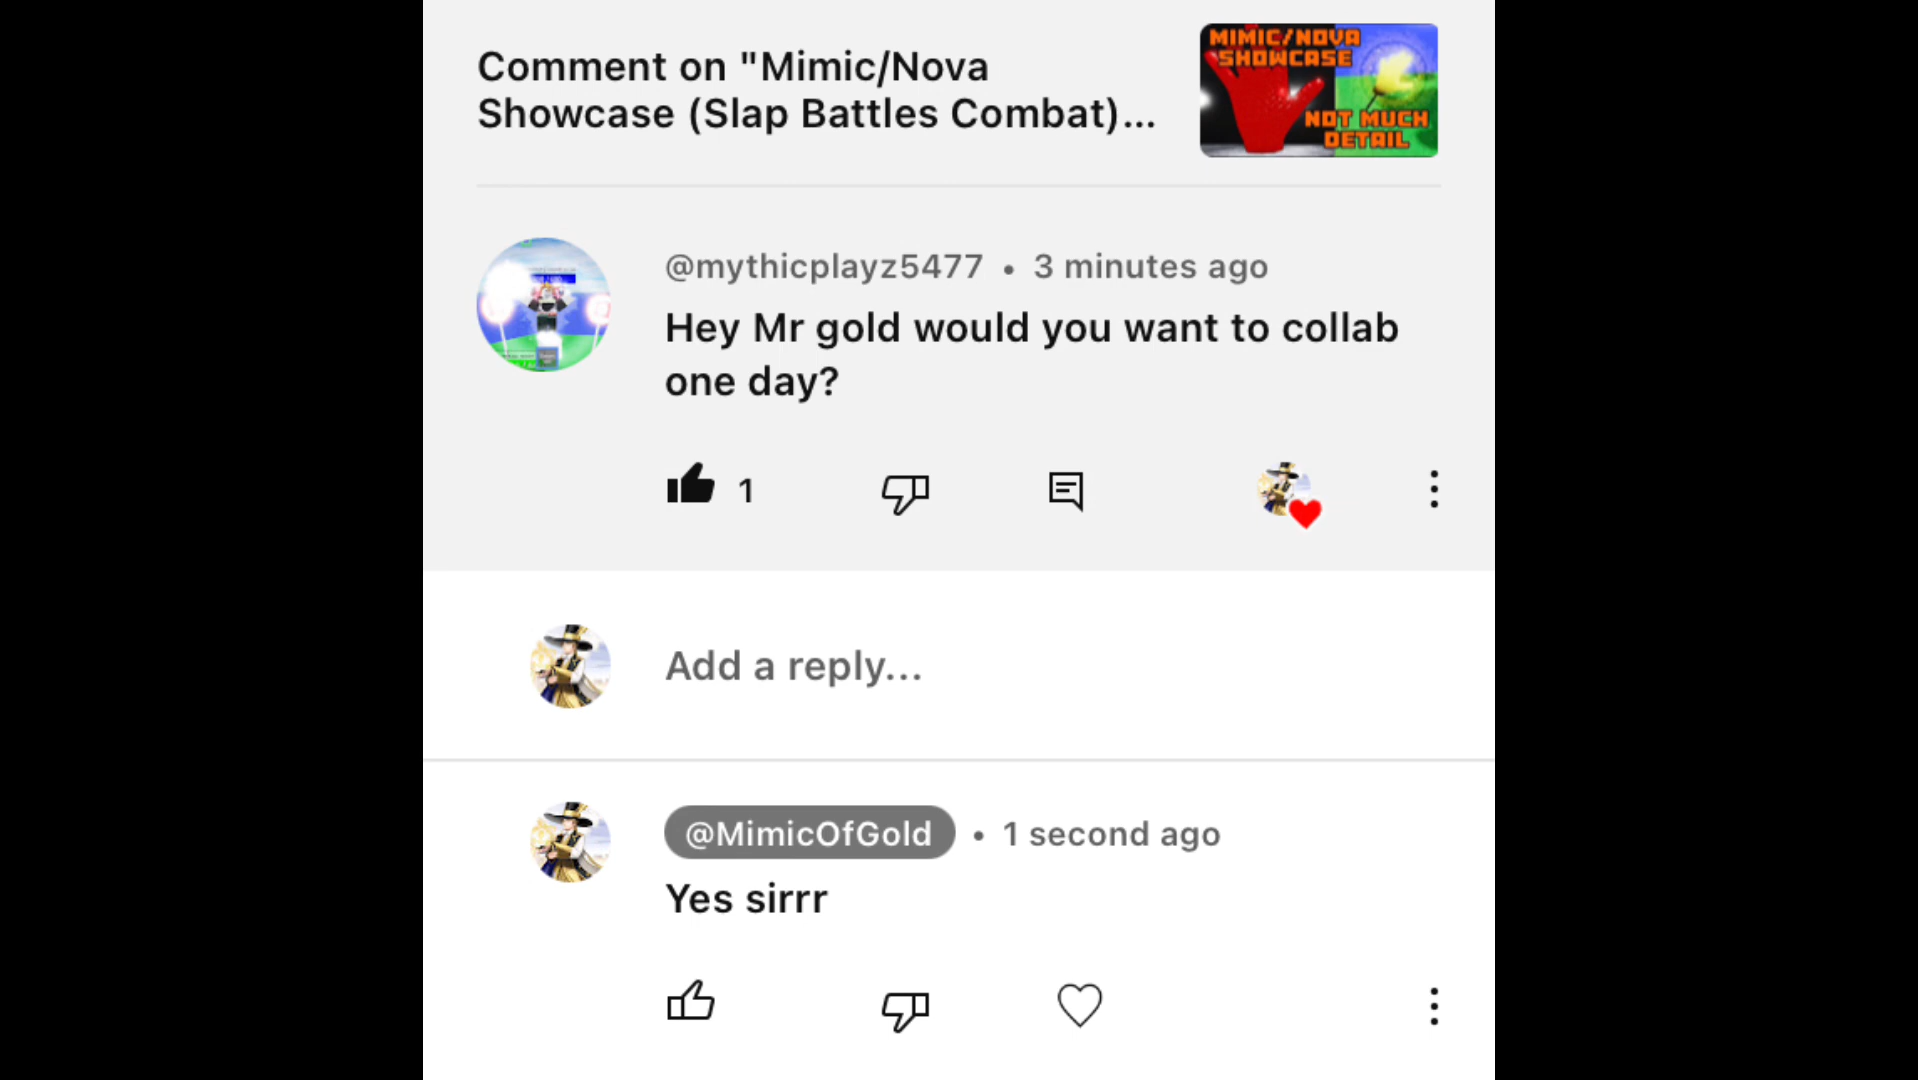 Comment on "Mimic/Nova
Showcase (Slap Battles Combat)...
MIMIC/NOVA
SHOWCASE
NOT MUCH
DETAIL
@mythicplayz5477 • 3 minutes ago
Hey Mr gold would you want to collab
one day?
1
Add a reply...
@MimicOfGold • 1 second ago
Yes sirrr